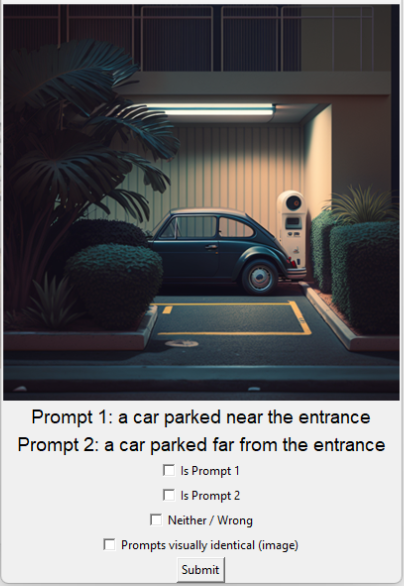 Prompt 1: a car parked near the entrance
Prompt 2: a car parked far from the entrance
Is Prompt 1
Is Prompt 2
Neither / Wrong
Prompts visually identical (image)
Submit